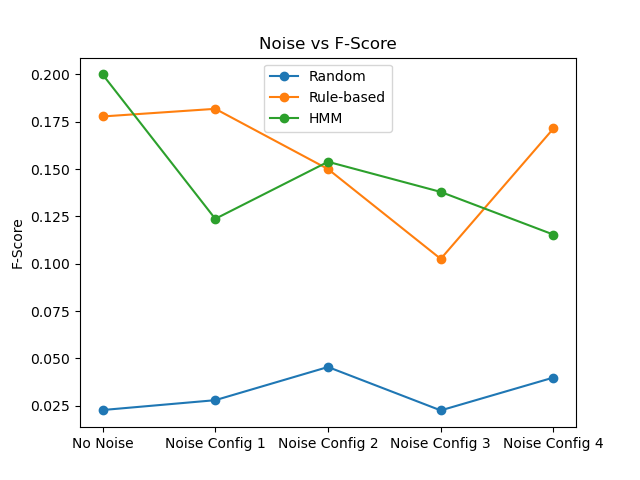 Noise vs F-Score
Random
Rule-based
HMM
F-Score
0.200
0.175
0.150
0.125
0.100
0.075
0.050
0.025
No Noise
Noise Config 1
Noise Config 2
Noise Config 3
Noise Config 4